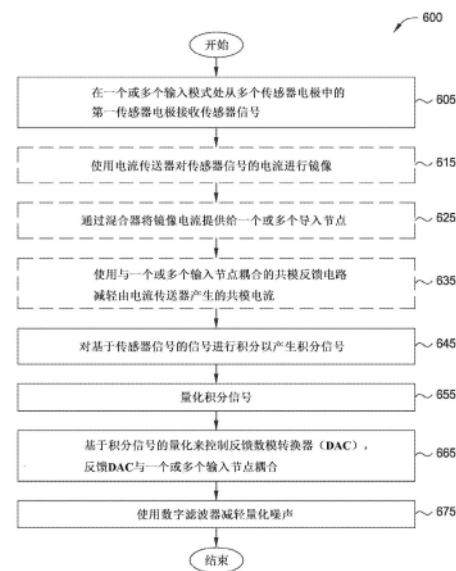 600
开始
在一个或多个输入模式处从多个传感器电极中的
第一传感器电极接收传感器信号
605
使用电流传送器对传感器信号的电流进行镜像
615
通过混合器将镜像电流提供给一个或多个导入节点
625
使用与一个或多个输入节点耦合的共模反馈电路
减轻由电流传送器产生的共模电流
635
对基于传感器信号的信号进行积分以产生积分信号
645
量化积分信号
655
基于积分信号的量化来控制反馈数模转换器（DAC），
反馈DAC与一个或多个输入节点耦合
665
使用数字滤波器减轻量化噪声
675
结束